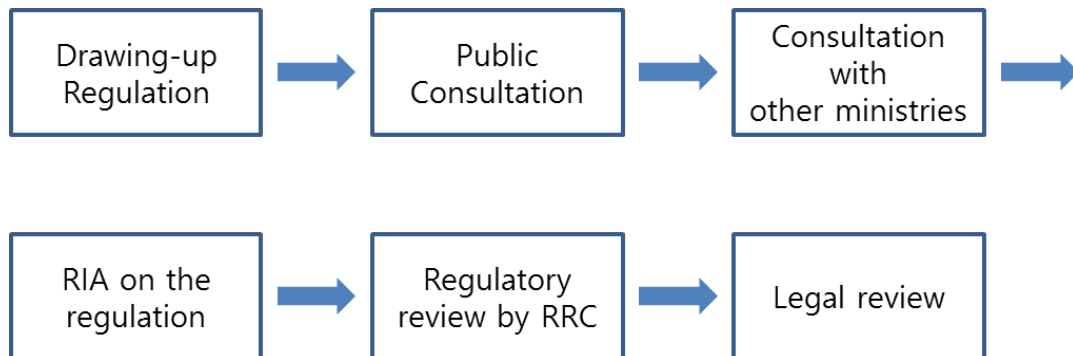 Drawing-up
Regulation
Public
Consultation
Consultation
with
other ministries
RIA on the
regulation
Regulatory
review by RRC
Legal review